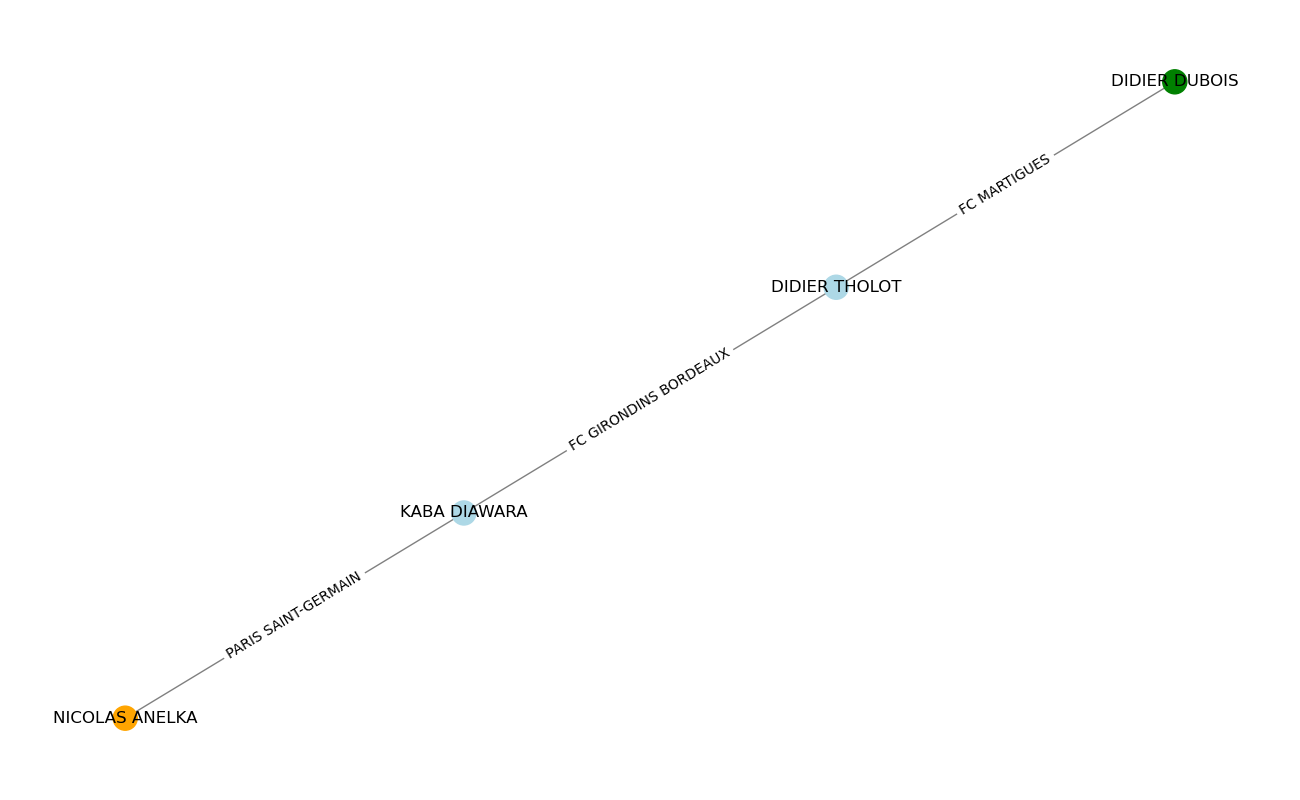 DIDIER DUBOIS
FC MARTIGUES
DIDIER THOLOT
FC GIRONDINS BORDEAUX
KABA DIAWARA
PARIS SAINT-GERMAIN
NICOLAS ANELKA